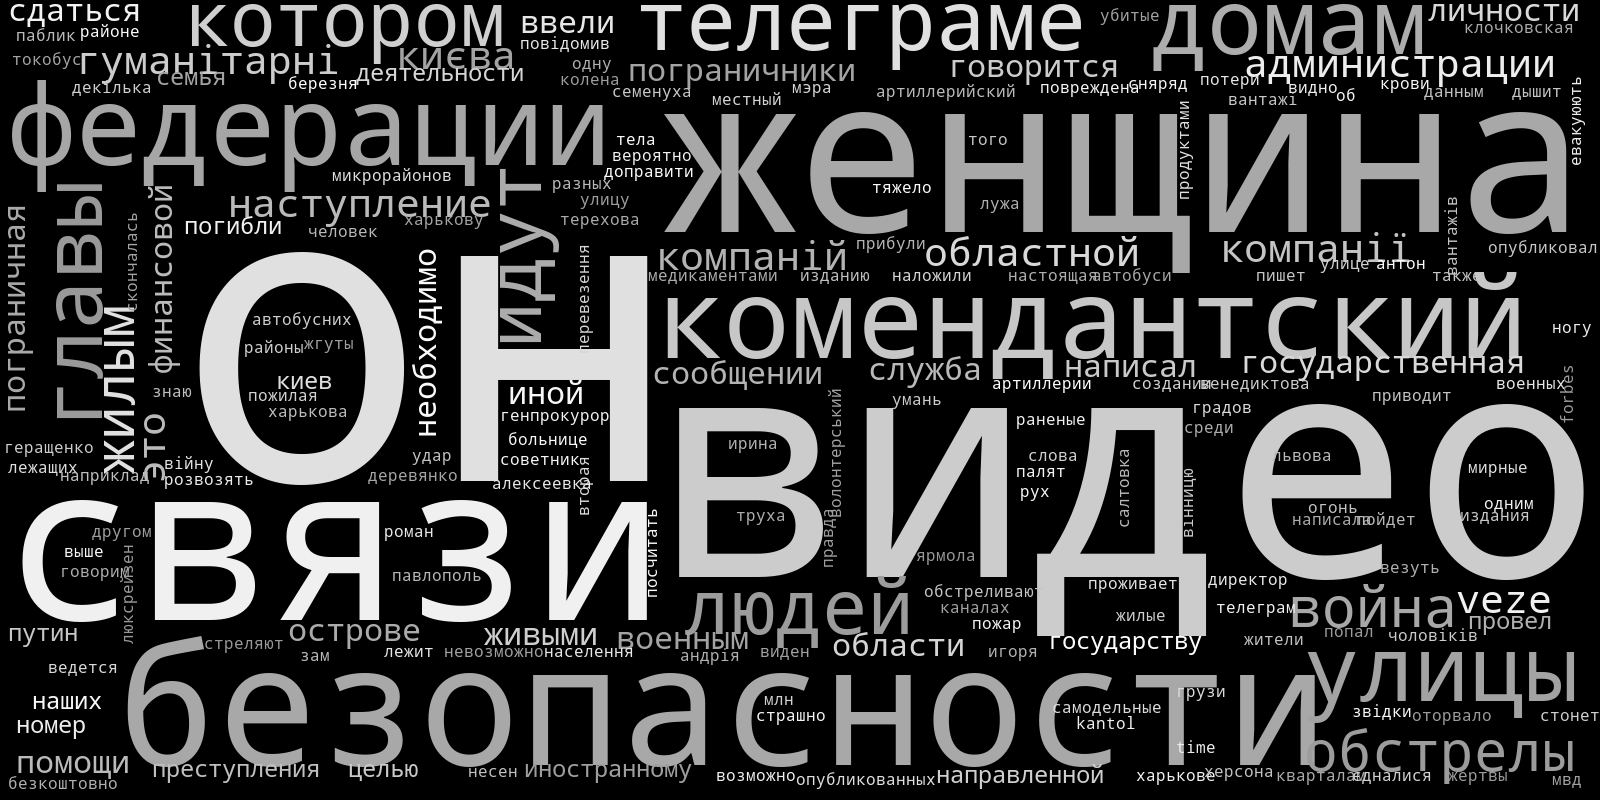 сдаться
котором
ввели
телеграме
убитые
домам
личности
клочковская
паблик
районе
повідомив
токобус
гуманітарні
києва
одну
пограничники
говорится
администрации
семья
деятельности
колена
декілька
березня
семенуха
местный
мэра
артиллерийский
повреждена
снаряд
потери
вантажі
видно
об
крови
данным
дышит
евакуюють
федерации
женщина
тела
вероятно
доправити
того
продуктами
микрорайонов
разных
улицу
тяжело
лужа
главы
пограничная
скончалась
финансовой
наступление
харькову
погибли
человек
идут
терехова
вантажів
компаній
прибули
областной
компанії
опубликовал
медикаментами
изданию
наложили
настоящая
автобуси
пишет
улице
антон
также
он
автобусних
районы
жгуты
киев
пожилая
харькова
необходимо
перевезення
комендантский
ногу
жилым
знаю
это
сообщении
служба
написал
государственная
иной
артиллерии
создании
венедиктова
военных
forbes
генпрокурор
умань
приводит
видео
раненые
градов
среди
геращенко
лежащих
наприклад
війну
розвозять
удар
деревянко
больнице
советник
алексеевка
вторая
ирина
волонтерський
слова
палят
рух
салтовка
вінницю
львова
мирные
одним
огонь
написала
пойдет
издания
связи
другом
выше
говорим
люксрейзен
роман
павлополь
посчитать
труха
правда
ярмола
везуть
людей
обстреливают
каналах
пожар
проживает
директор
жилые
телеграм
война
veze
провел
путин
стреляют
острове
живыми
военным
области
игоря
государству
жители
попал
чоловіків
ведется
зам
лежит
невозможно
населення
андрія
виден
безопасности
улицы
наших
номер
млн
страшно
грузи
самодельные
kantol
звідки
оторвало
стонет
time
обстрелы
помощи
безкоштовно
преступления
целью
несен
иностранному
возможно
опубликованных
направленной
харькове
херсона
кварталам
єдналися
жертвы
мвд